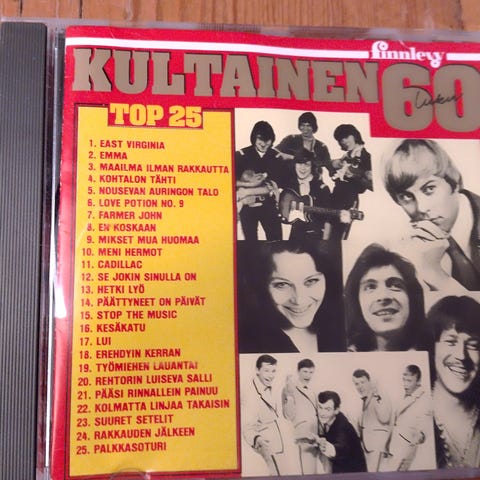 finnlevy
KULTAINEN 60
luku
TOP 25
1. EAST VIRGINIA
2. EMMA
3. MAAILMA ILMAN RAKKAUTTA
4. KOHTALON TÄHTI
5. NOUSEVAN AURINGON TALO
6. LOVE POTION NO. 9
7. FARMER JOHN
8. EN KOSKAAN
9. MIKSET MUA HUOMAA
10. MENI HERMOT
11. CADILLAC
12. SE JOKIN SINULLA ON
13. HETKI LYÖ
14. PÄÄTTYNEET ON PÄIVÄT
15. STOP THE MUSIC
16. KESÄKATU
17. LUI
18. EREHDYIN KERRAN
19. TYÖMIEHEN LAUANTAI
20. REHTORIN LUISEVA SALLI
21. PÄÄSI RINNALLEIN PAINUU
22. KOLMATTA LINJAA TAKAISIN
23. SUURET SETELIT
24. RAKKAUDEN JÄLKEEN
25. PALKKASOTURI